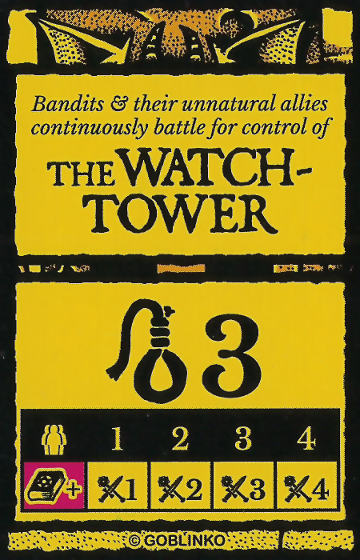 Bandits & their unnatural allies
continuously battle for control of
THE WATCH-
TOWER
3
1 2 3 4
+ 1 2 3 4
© GOBLINKO